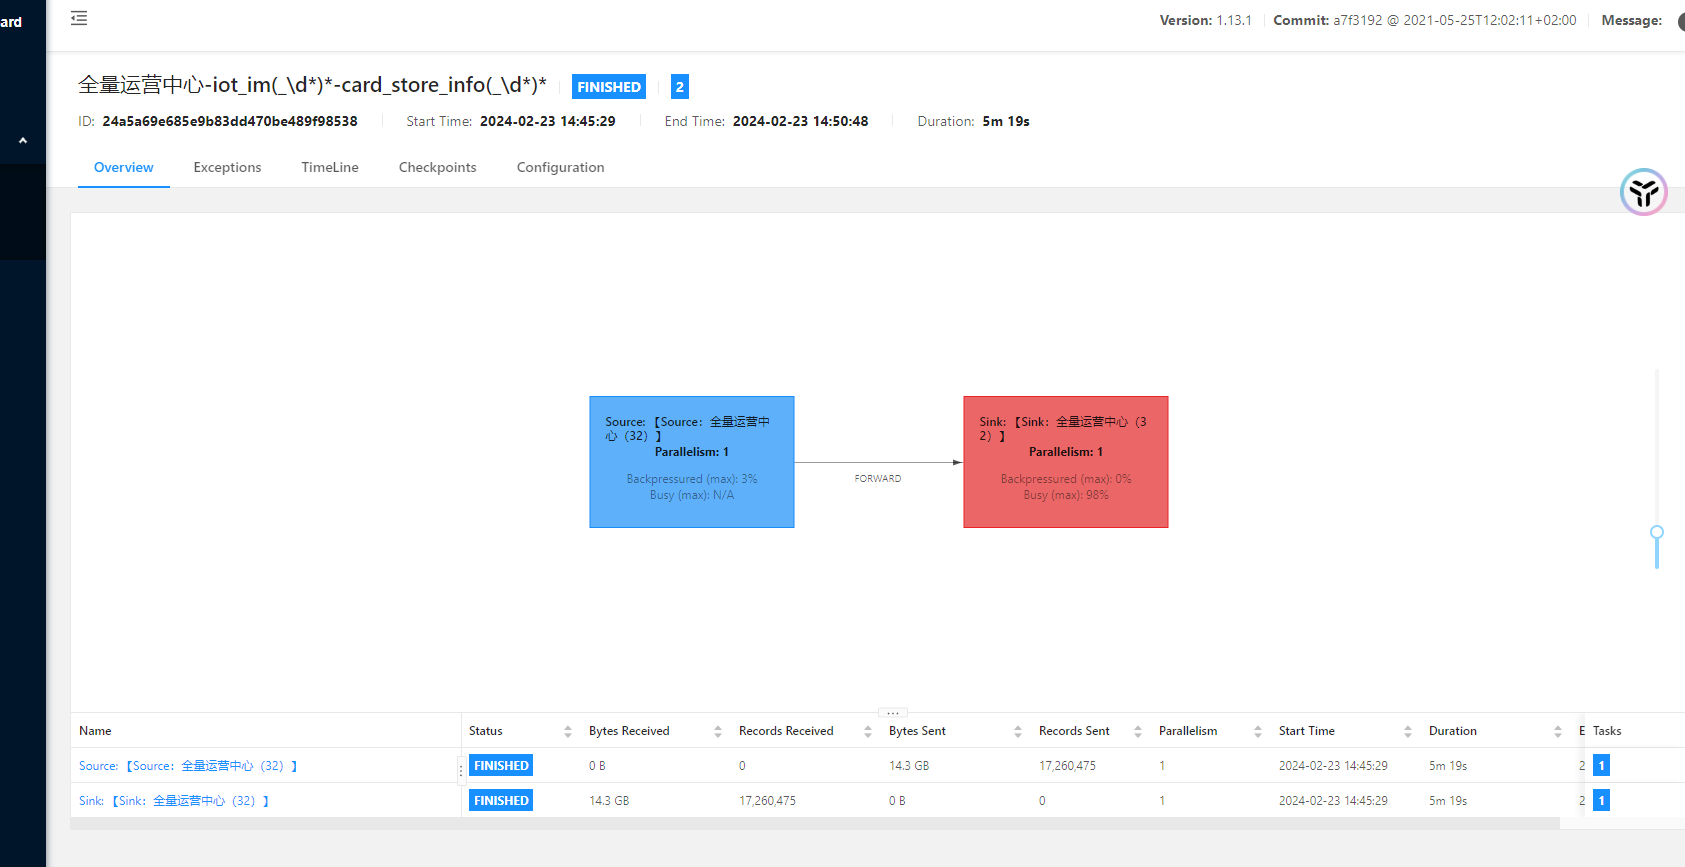 ard
Version: 1.13.1 Commit: a7f3192 @ 2021-05-25T12:02:11+02:00 Message:
全量运营中心-iot_im(_\d*)*-card_store_info(_\d*)* FINISHED 2
ID: 24a5a69e685e9b83dd470be489f98538 Start Time: 2024-02-23 14:45:29 End Time: 2024-02-23 14:50:48 Duration: 5m 19s
Overview Exceptions TimeLine Checkpoints Configuration
Source: 【Source：全量运营中
心（32）】
Parallelism: 1
Backpressured (max): 3%
Busy (max): N/A
FORWARD
Sink: 【Sink：全量运营中心（3
2）】
Parallelism: 1
Backpressured (max): 0%
Busy (max): 98%
Name Status Bytes Received Records Received Bytes Sent Records Sent Parallelism Start Time Duration E Tasks
Source: 【Source：全量运营中心（32）】 FINISHED 0 B 0 14.3 GB 17,260,475 1 2024-02-23 14:45:29 5m 19s 2 1
Sink: 【Sink：全量运营中心（32）】 FINISHED 14.3 GB 17,260,475 0 B 0 1 2024-02-23 14:45:29 5m 19s 2 1